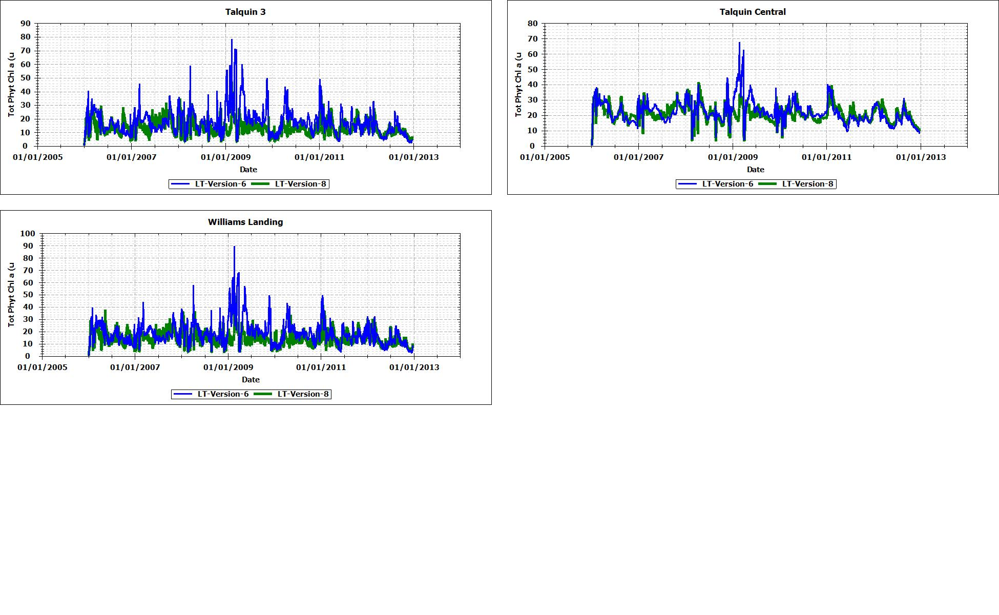 Talquin 3
90
80
70
60
50
40
30
20
10
0
Tot Phyt Chl a (u
01/01/2005 01/01/2007 01/01/2009 01/01/2011 01/01/2013
Date
LT-Version-6 LT-Version-8
Talquin Central
80
70
60
50
40
30
20
10
0
Tot Phyt Chl a (u
01/01/2005 01/01/2007 01/01/2009 01/01/2011 01/01/2013
Date
LT-Version-6 LT-Version-8
Williams Landing
100
90
80
70
60
50
40
30
20
10
0
Tot Phyt Chl a (u
01/01/2005 01/01/2007 01/01/2009 01/01/2011 01/01/2013
Date
LT-Version-6 LT-Version-8